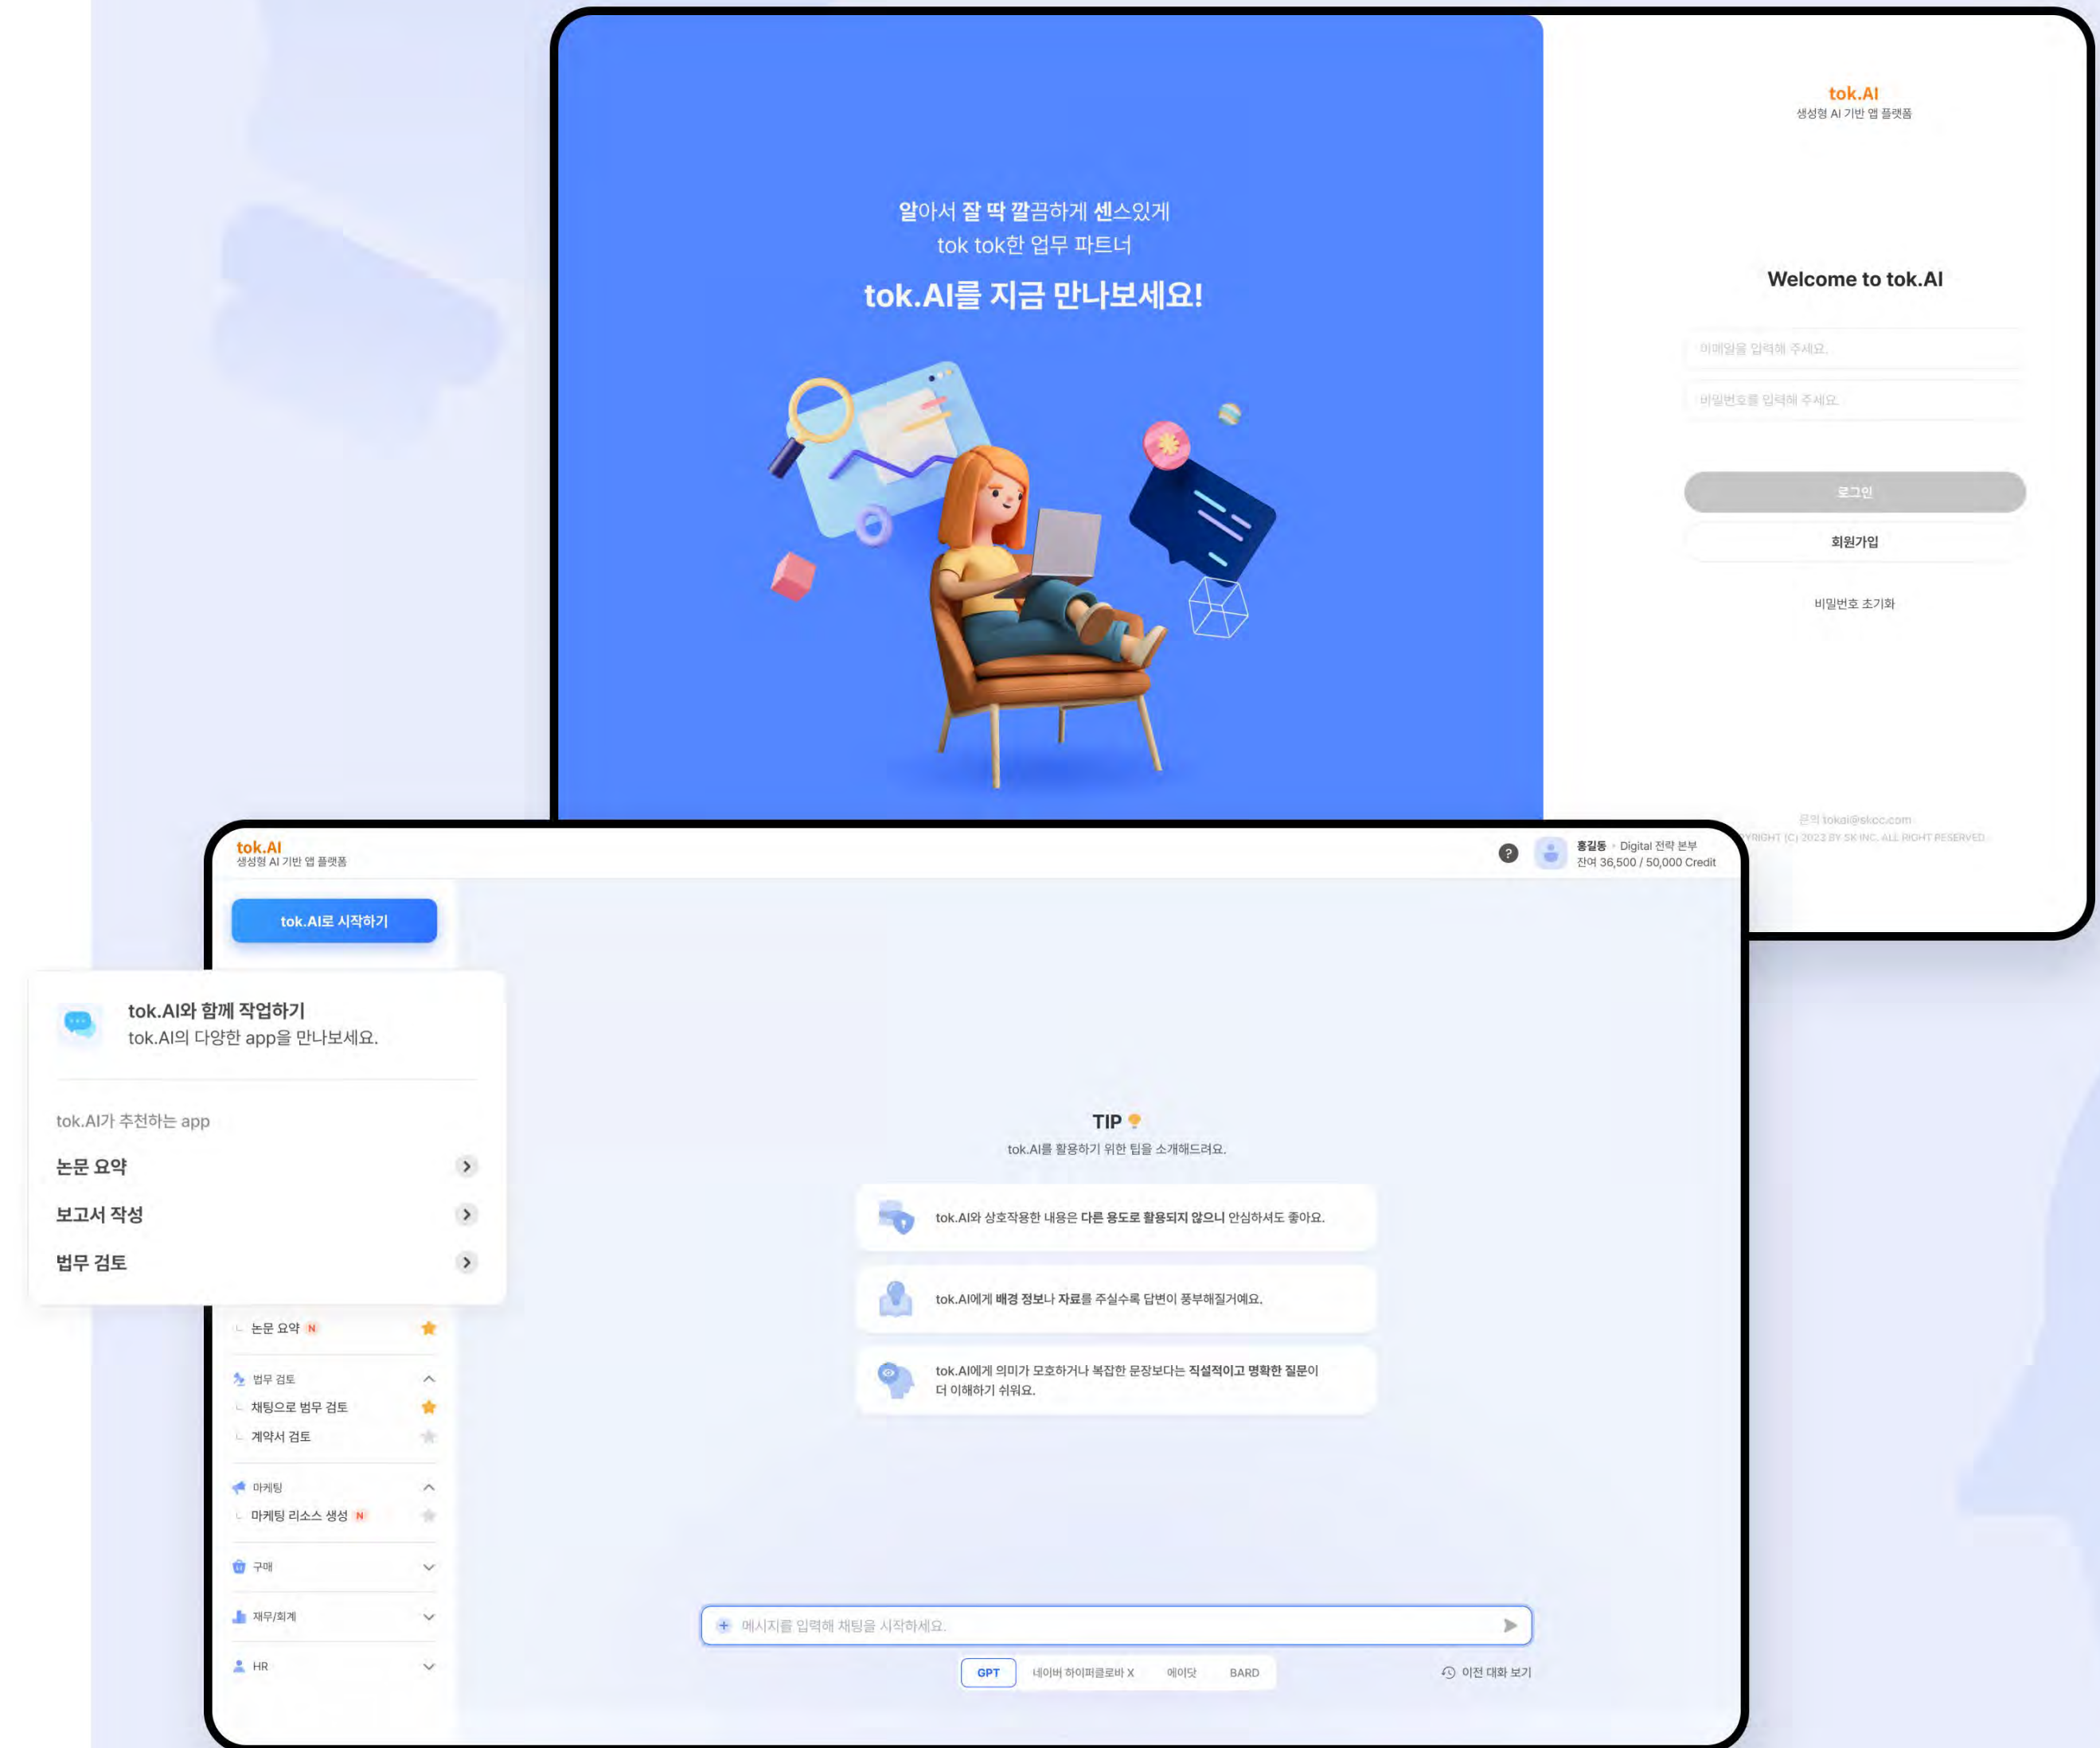 tok.AI
생성형 AI 기반 앱 플랫폼
알아서 잘 딱 깔끔하게 센스있게
tok tok한 업무 파트너
tok.AI를 지금 만나보세요!
Welcome to tok.AI
이메일을 입력해 주세요.
비밀번호를 입력해 주세요.
로그인
회원가입
비밀번호 초기화
문의 tokai@skcc.com
(C) 2023 BY SK INC. ALL RIGHT RESERVED
tok.AI
생성형 AI 기반 앱 플랫폼
?
홍길동 • Digital 전략 본부
잔여 36,500 / 50,000 Credit
tok.AI로 시작하기
tok.AI와 함께 작업하기
tok.AI의 다양한 app을 만나보세요.
tok.AI가 추천하는 app
논문 요약
보고서 작성
법무 검토
논문 요약 N
법무 검토
채팅으로 법무 검토
계약서 검토
마케팅
마케팅 리소스 생성 N
구매
재무/회계
HR
TIP
tok.AI를 활용하기 위한 팁을 소개해드려요.
tok.AI와 상호작용한 내용은 다른 용도로 활용되지 않으니 안심하셔도 좋아요.
tok.AI에게 배경 정보나 자료를 주실수록 답변이 풍부해질거예요.
tok.AI에게 의미가 모호하거나 복잡한 문장보다는 직설적이고 명확한 질문이
더 이해하기 쉬워요.
메시지를 입력해 채팅을 시작하세요.
GPT 네이버 하이퍼클로바 X 에이닷 BARD
이전 대화 보기